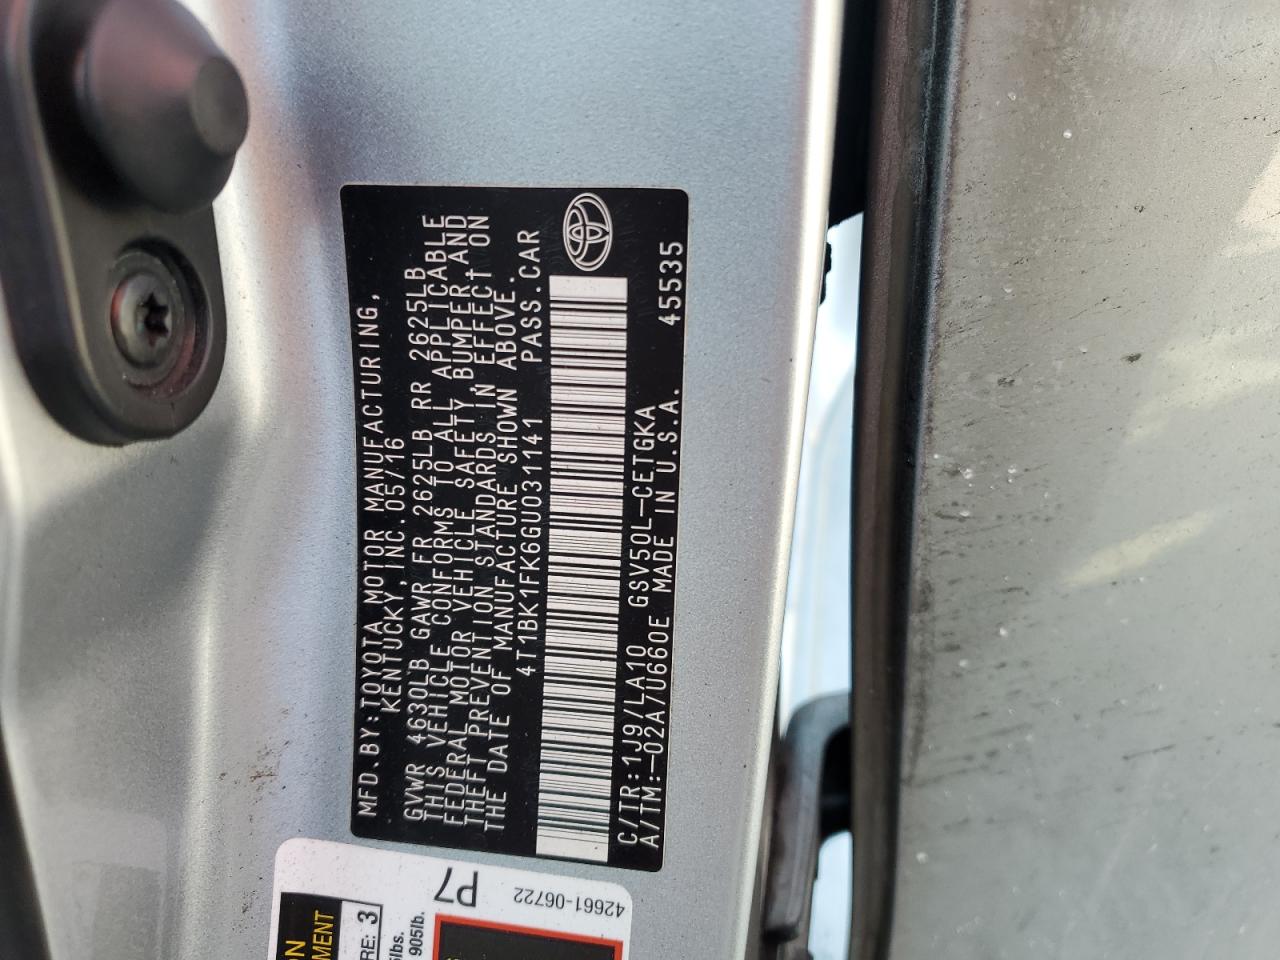 MFD.BY:TOYOTA MOTOR MANUFACTURING,
KENTUCKY,INC.05/16
GVWR 4630LB GAWR FR 2625LB RR 2625LB
THIS VEHICLE CONFORMS TO ALL APPLICABLE
FEDERAL MOTOR VEHICLE SAFETY,BUMPER,AND
THEFT PREVENTION STANDARDS IN EFFECT ON
THE DATE OF MANUFACTURE SHOWN ABOVE.
4T1BK1FK6GU031141 PASS.CAR
C/TR:1J9/LA10 GSV50L-CETGKA
A/TM:-02A/U660E MADE IN U.S.A. 45535
P7
42661-06722
3
905lb.